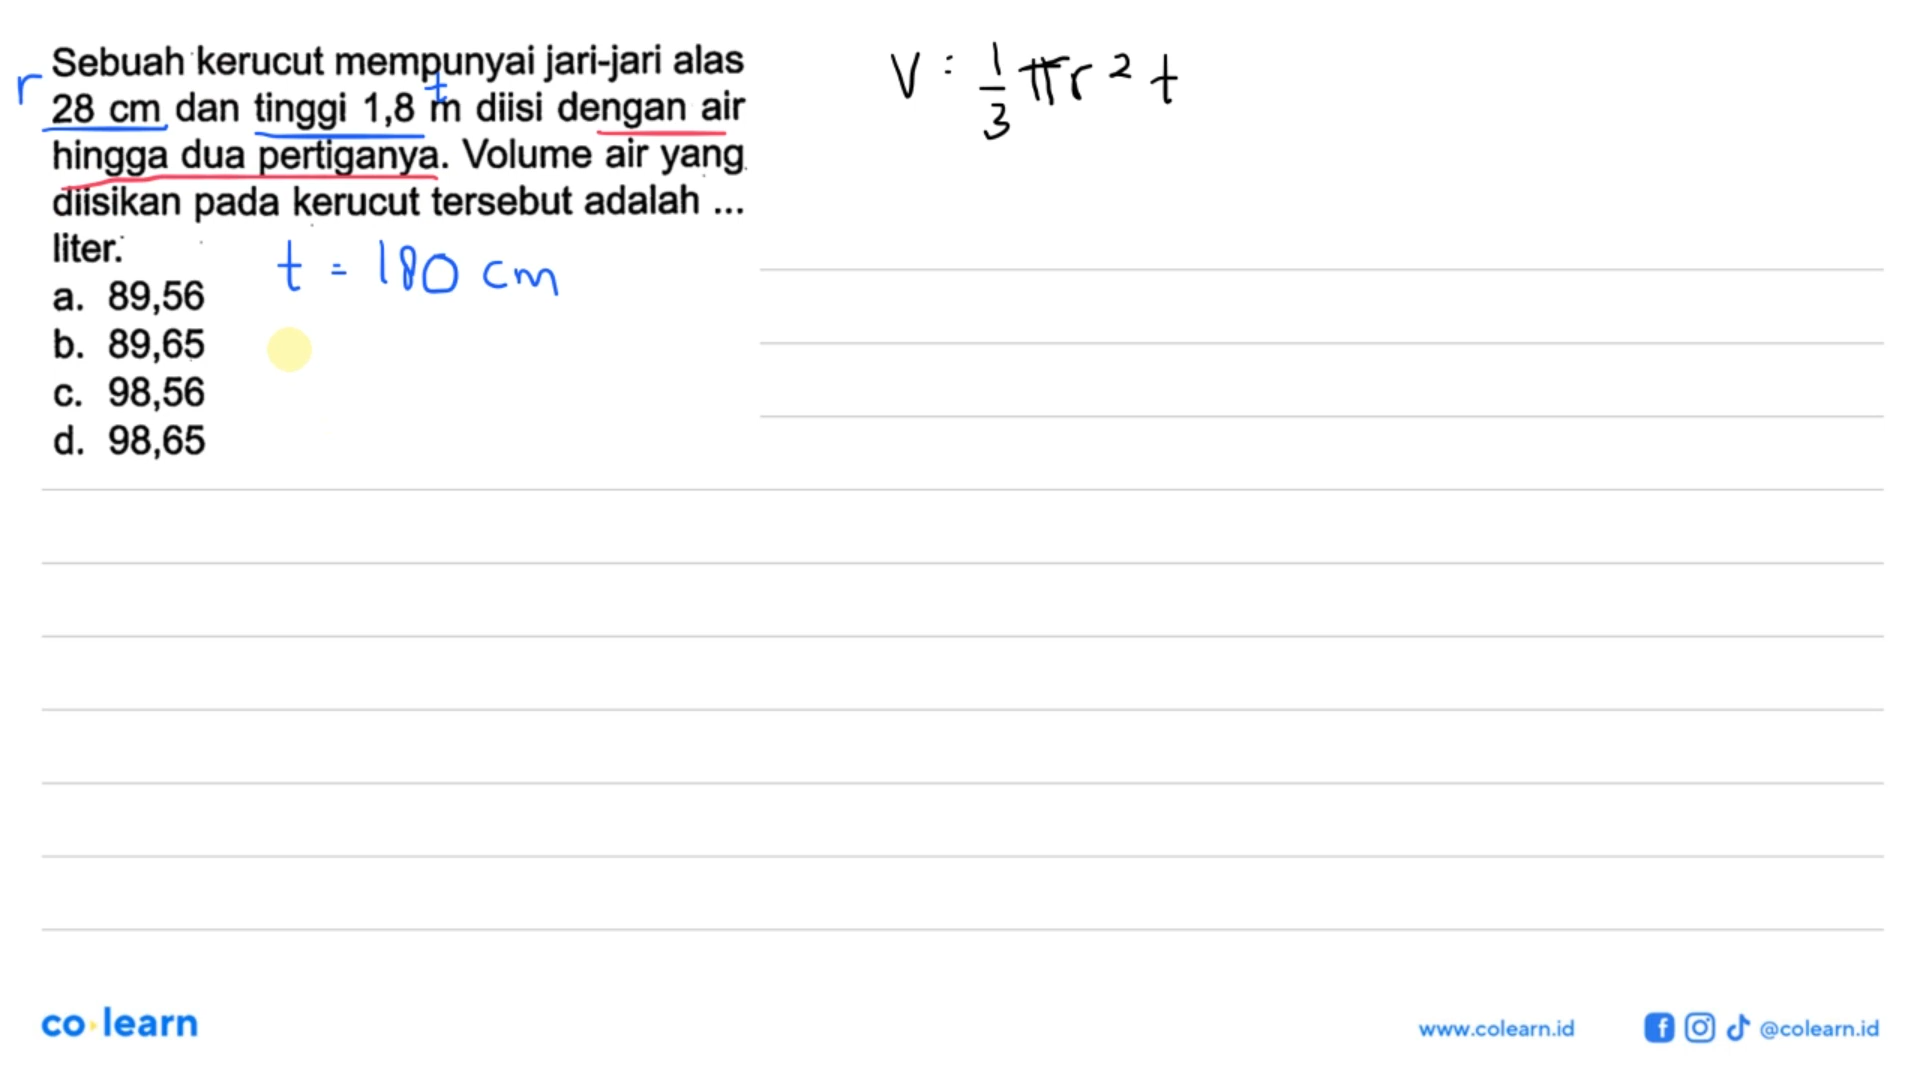 Sebuah kerucut mempunyai jari-jari alas
r 28 cm dan tinggi 1,8 m diisi dengan air
t
hingga dua pertiganya. Volume air yang
diisikan pada kerucut tersebut adalah ...
liter.
t = 180 cm
a. 89,56
b. 89,65
c. 98,56
d. 98,65
V = 1/3 πr² t
co learn
www.colearn.id
@colearn.id